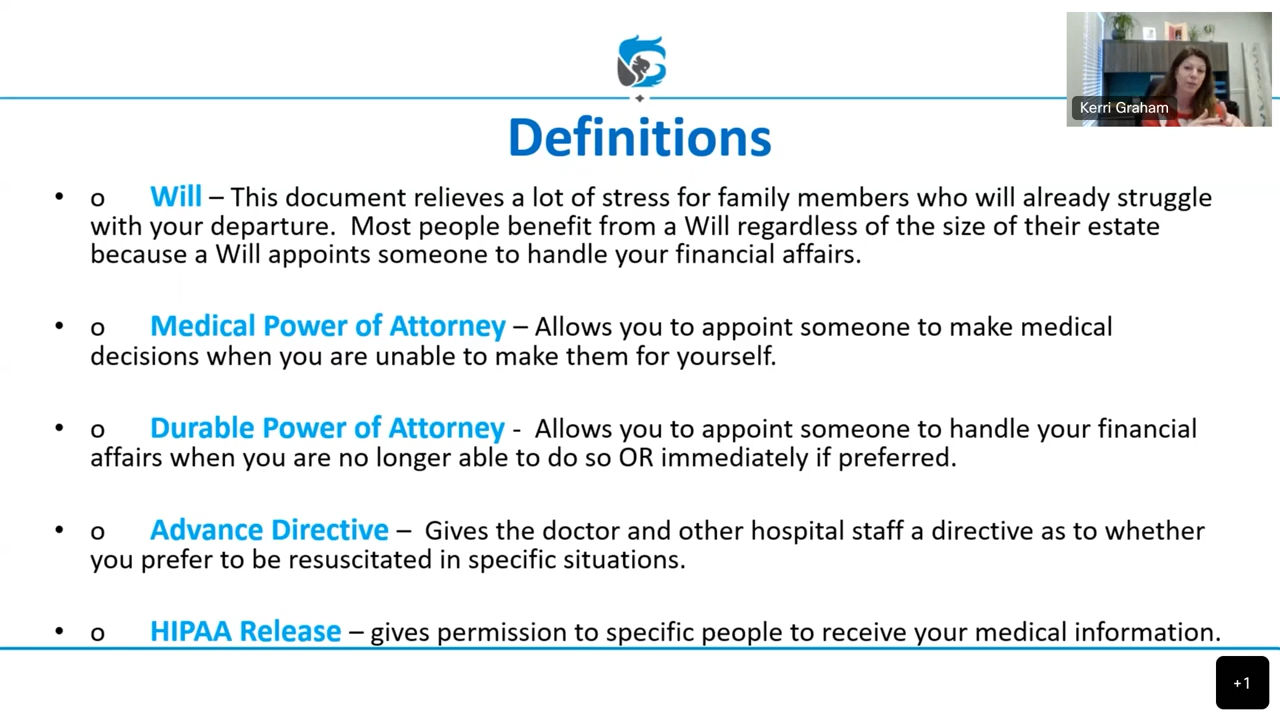 Kerri Graham
Definitions
• o Will – This document relieves a lot of stress for family members who will already struggle
with your departure. Most people benefit from a Will regardless of the size of their estate
because a Will appoints someone to handle your financial affairs.
• o Medical Power of Attorney – Allows you to appoint someone to make medical
decisions when you are unable to make them for yourself.
• o Durable Power of Attorney - Allows you to appoint someone to handle your financial
affairs when you are no longer able to do so OR immediately if preferred.
• o Advance Directive – Gives the doctor and other hospital staff a directive as to whether
you prefer to be resuscitated in specific situations.
• o HIPAA Release – gives permission to specific people to receive your medical information.
+1